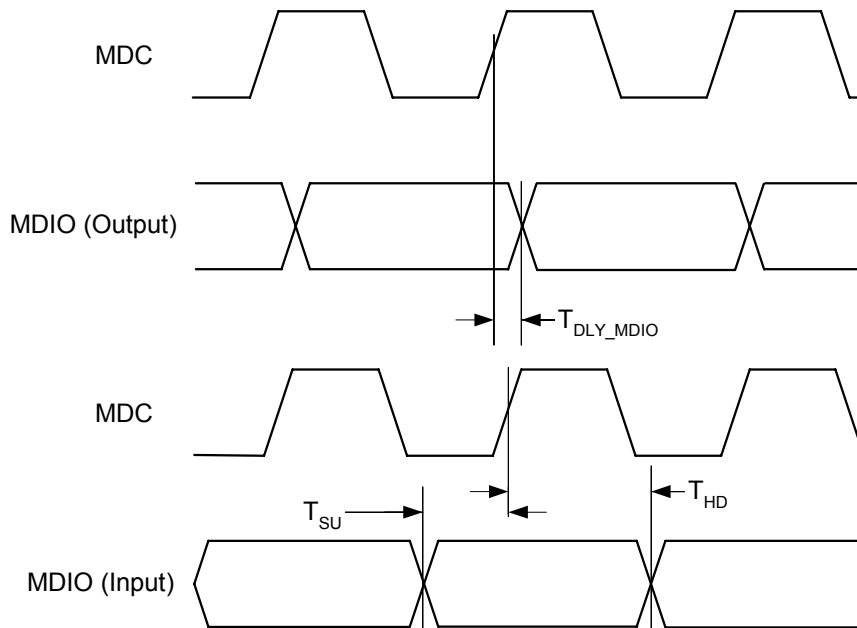 MDC
MDIO (Output)
T_DLY_MDIO
MDC
T_HD
T_SU
MDIO (Input)